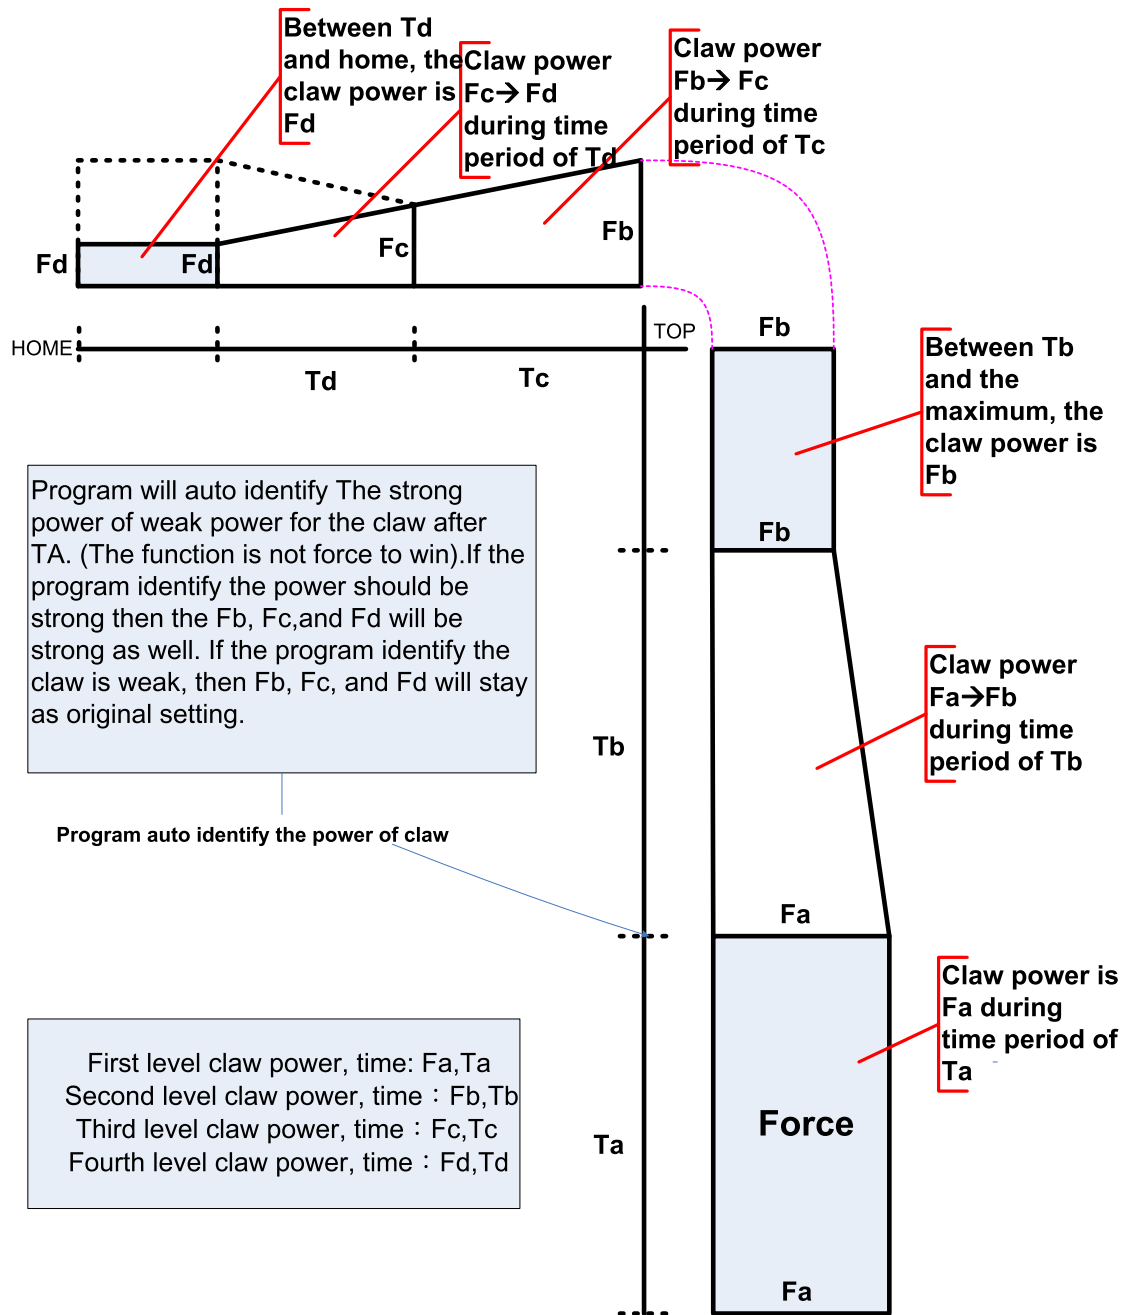 Between Td
and home, the
claw power is
Fd
Claw power
Fc→ Fd
during time
period of Td
Claw power
Fb→ Fc
during time
period of Tc
Fd
Fd
Fc
Fb
HOME
TOP
Td
Tc
Fb
Between Tb
and the
maximum, the
claw power is
Fb
Program will auto identify The strong
power of weak power for the claw after
TA. (The function is not force to win).If the
program identify the power should be
strong then the Fb, Fc,and Fd will be
strong as well. If the program identify the
claw is weak, then Fb, Fc, and Fd will stay
as original setting.
Fb
Claw power
Fa→Fb
during time
period of Tb
Tb
Program auto identify the power of claw
Fa
Claw power is
Fa during
time period of
Ta
First level claw power, time: Fa,Ta
Second level claw power, time：Fb,Tb
Third level claw power, time：Fc,Tc
Fourth level claw power, time：Fd,Td
Force
Ta
Fa